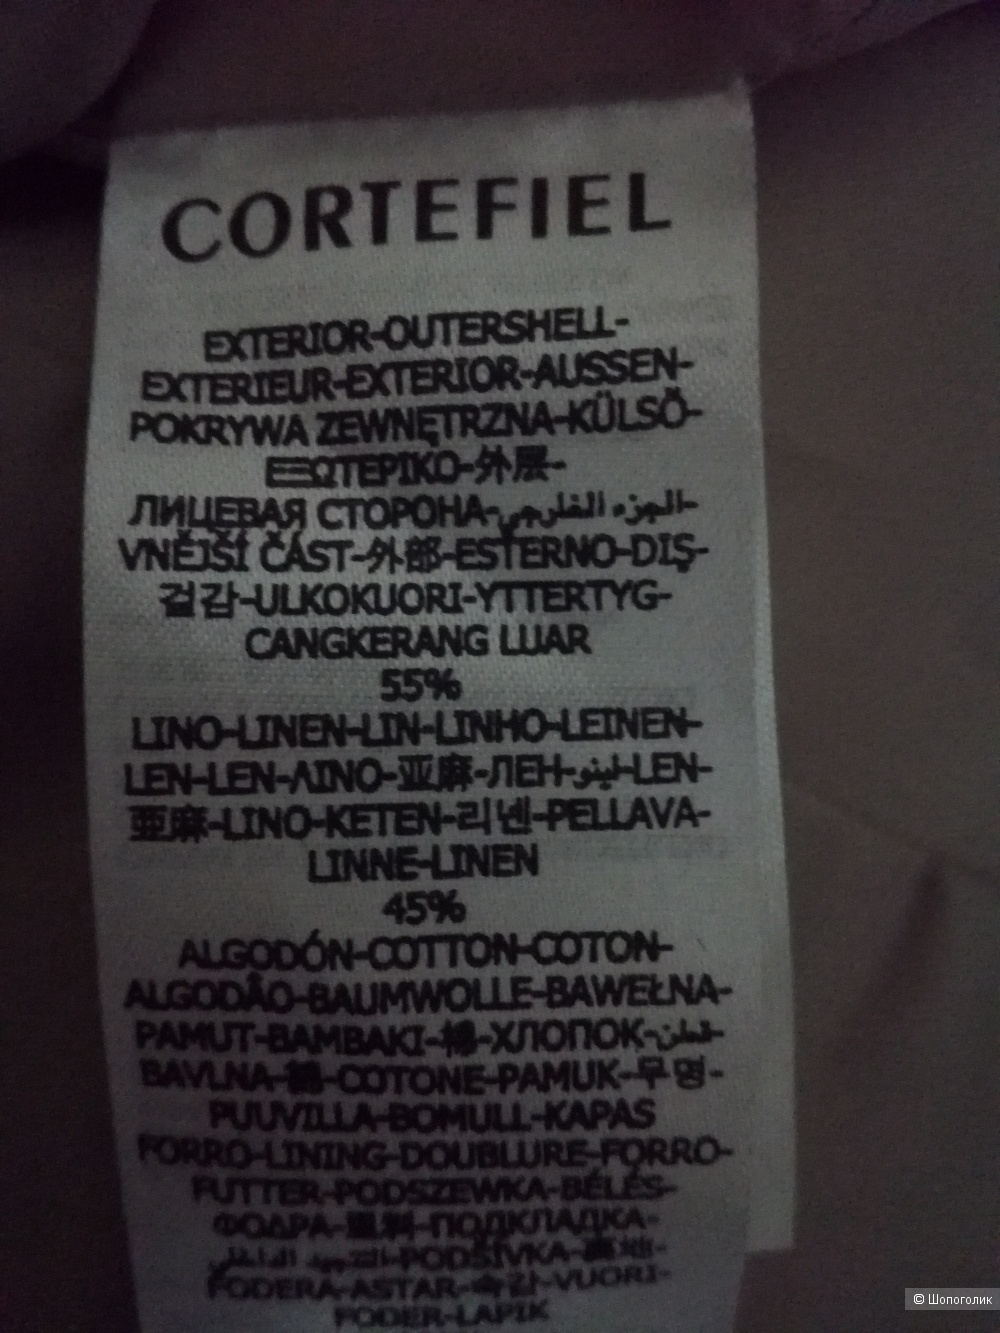 CORTEFIEL
EXTERIOR-OUTERSHELL-
EXTERIEUR-EXTERIOR-AUSSEN-
POKRYWA ZEWNĘTRZNA-KÜLSŐ-
ΕΞΩΤΕΡΙΚΟ-外层-
ЛИЦЕВАЯ СТОРОНА-الجزء الخارجي-
VNĚJŠÍ ČÁST-外部-ESTERNO-DIŞ-
겉감-ULKOKUORI-YTTERTYG-
CANGKERANG LUAR
55%
LINO-LINEN-LIN-LINHO-LEINEN-
LEN-LEN-ΛΙΝΟ-亚麻-ЛЕН-لينو-LEN-
亜麻-LINO-KETEN-리넨-PELLAVA-
LINNE-LINEN
45%
ALGODÓN-COTTON-COTON-
ALGODÃO-BAUMWOLLE-BAWEŁNA-
PAMUT-BAMBAKI-棉-ХЛОПОК-قطن-
BAVLNA-綿-COTONE-PAMUK-무명-
PUUVILLA-BOMULL-KAPAS
FORRO-LINING-DOUBLURE-FORRO-
FUTTER-PODSZEWKA-BÉLÉS-
ΦΟΔΡΑ-里料-ПОДКЛАДКА-
PODŠÍVKA-裏地-
FODERA-ASTAR-속감-VUORI-
FODER-LAPIK
© Шопоголик